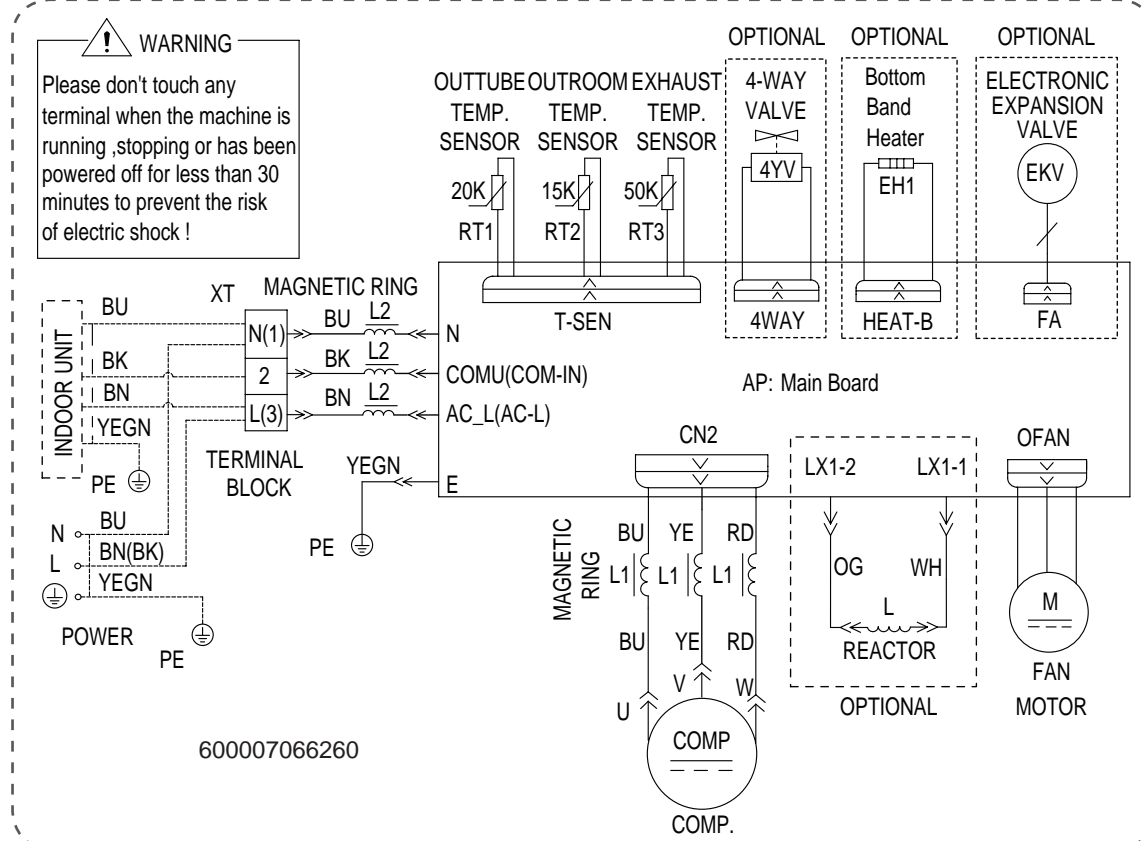 WARNING
Please don't touch any
terminal when the machine is
running ,stopping or has been
powered off for less than 30
minutes to prevent the risk
of electric shock !
OUTTUBE
TEMP.
SENSOR
20K
RT1
OUTROOM
TEMP.
SENSOR
15K
RT2
EXHAUST
TEMP.
SENSOR
50K
RT3
T-SEN
OPTIONAL
4-WAY
VALVE
4YV
4WAY
OPTIONAL
Bottom
Band
Heater
EH1
HEAT-B
OPTIONAL
ELECTRONIC
EXPANSION
VALVE
EKV
FA
INDOOR UNIT
BU
BK
BN
YEGN
PE
XT
N(1)
2
L(3)
TERMINAL
BLOCK
MAGNETIC RING
BU L2
BK L2
BN L2
N
COMU(COM-IN)
AC_L(AC-L)
YEGN
E
PE
AP: Main Board
N BU
L BN(BK)
YEGN
POWER
PE
CN2
MAGNETIC
RING
BU YE RD
L1 L1 L1
BU YE RD
U V W
COMP
COMP.
LX1-2 LX1-1
OG WH
L
REACTOR
OPTIONAL
OFAN
M
FAN
MOTOR
600007066260